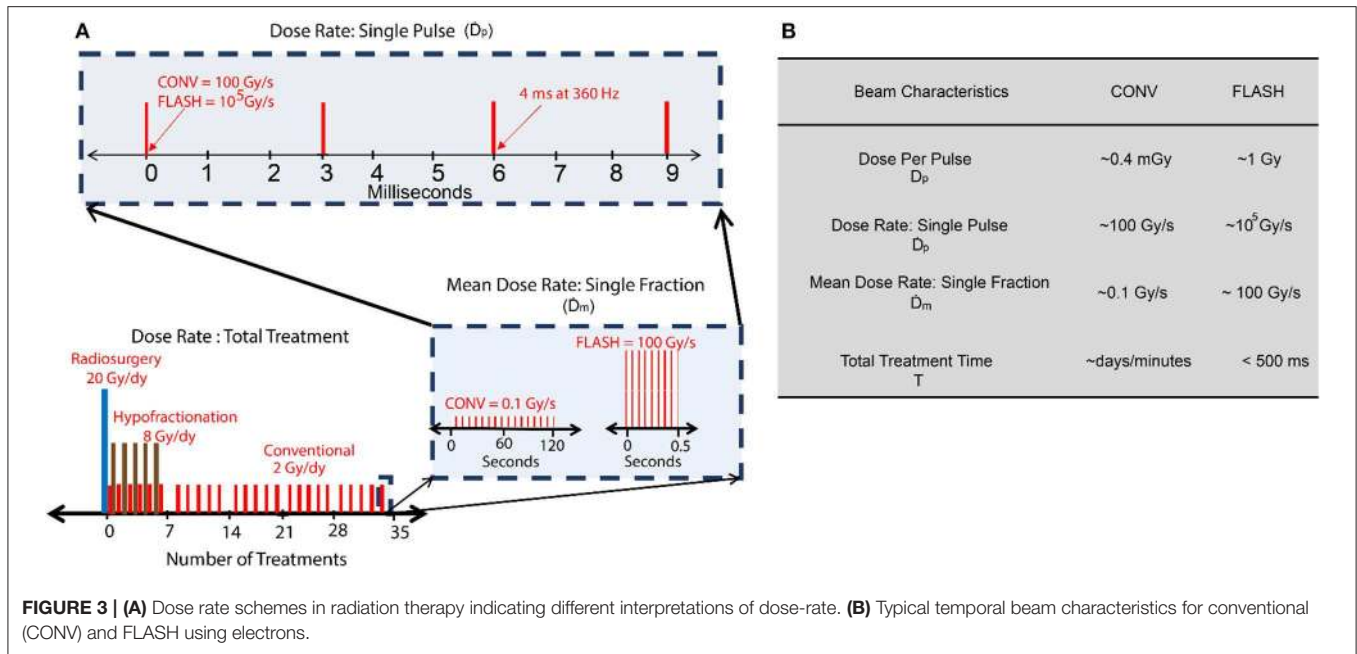 A
Dose Rate: Single Pulse (Ḋₚ)
CONV = 100 Gy/s
FLASH = 10⁵Gy/s
4 ms at 360 Hz
0 1 2 3 4 5 6 7 8 9
Milliseconds
Mean Dose Rate: Single Fraction
(Ḋₘ)
FLASH = 100 Gy/s
CONV = 0.1 Gy/s
0 60 120
Seconds
0 0.5
Seconds
Dose Rate : Total Treatment
Radiosurgery
20 Gy/dy
Hypofractionation
8 Gy/dy
Conventional
2 Gy/dy
0 7 14 21 28 35
Number of Treatments
B
Beam Characteristics CONV FLASH
Dose Per Pulse ~0.4 mGy ~1 Gy
Dₚ
Dose Rate: Single Pulse ~100 Gy/s ~10⁵Gy/s
Ḋₚ
Mean Dose Rate: Single Fraction ~0.1 Gy/s ~ 100 Gy/s
Ḋₘ
Total Treatment Time ~days/minutes < 500 ms
T
FIGURE 3 | (A) Dose rate schemes in radiation therapy indicating different interpretations of dose-rate. (B) Typical temporal beam characteristics for conventional
(CONV) and FLASH using electrons.